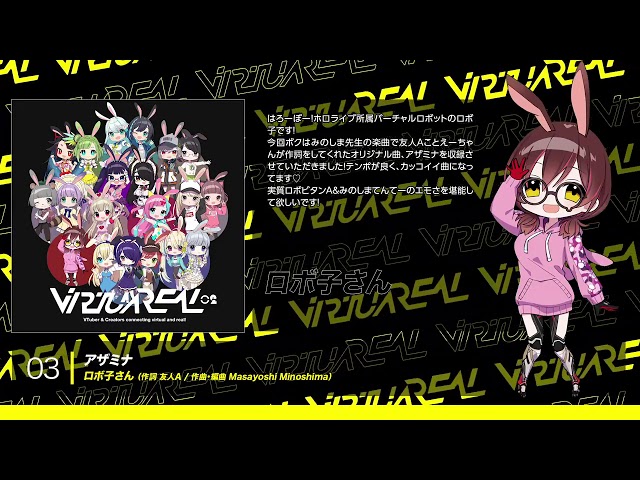 はろーぼー!ホロライブ所属バーチャルロボットのロボ
子です!
今回ボクはみのしま先生の楽曲で友人Aことえーちゃ
んが作詞をしてくれたオリジナル曲、アザミナを収録さ
せていただきました!テンポが良く、カッコイイ曲になっ
てます♡
実質ロボピタンA&みのしまてんてーのエモさを堪能し
て欲しいです!
ロボ子さん
VIRTUAREAL 02
VTuber & Creators connecting virtual and real!
03
アザミナ
ロボ子さん (作詞 友人A / 作曲・編曲 Masayoshi Minoshima)